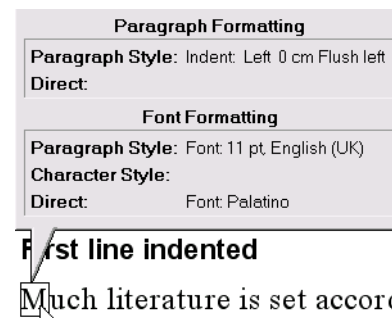 Paragraph Formatting
Paragraph Style: Indent: Left 0 cm Flush left
Direct:
Font Formatting
Paragraph Style: Font: 11 pt, English (UK)
Character Style:
Direct: Font: Palatino
First line indented
Much literature is set accor